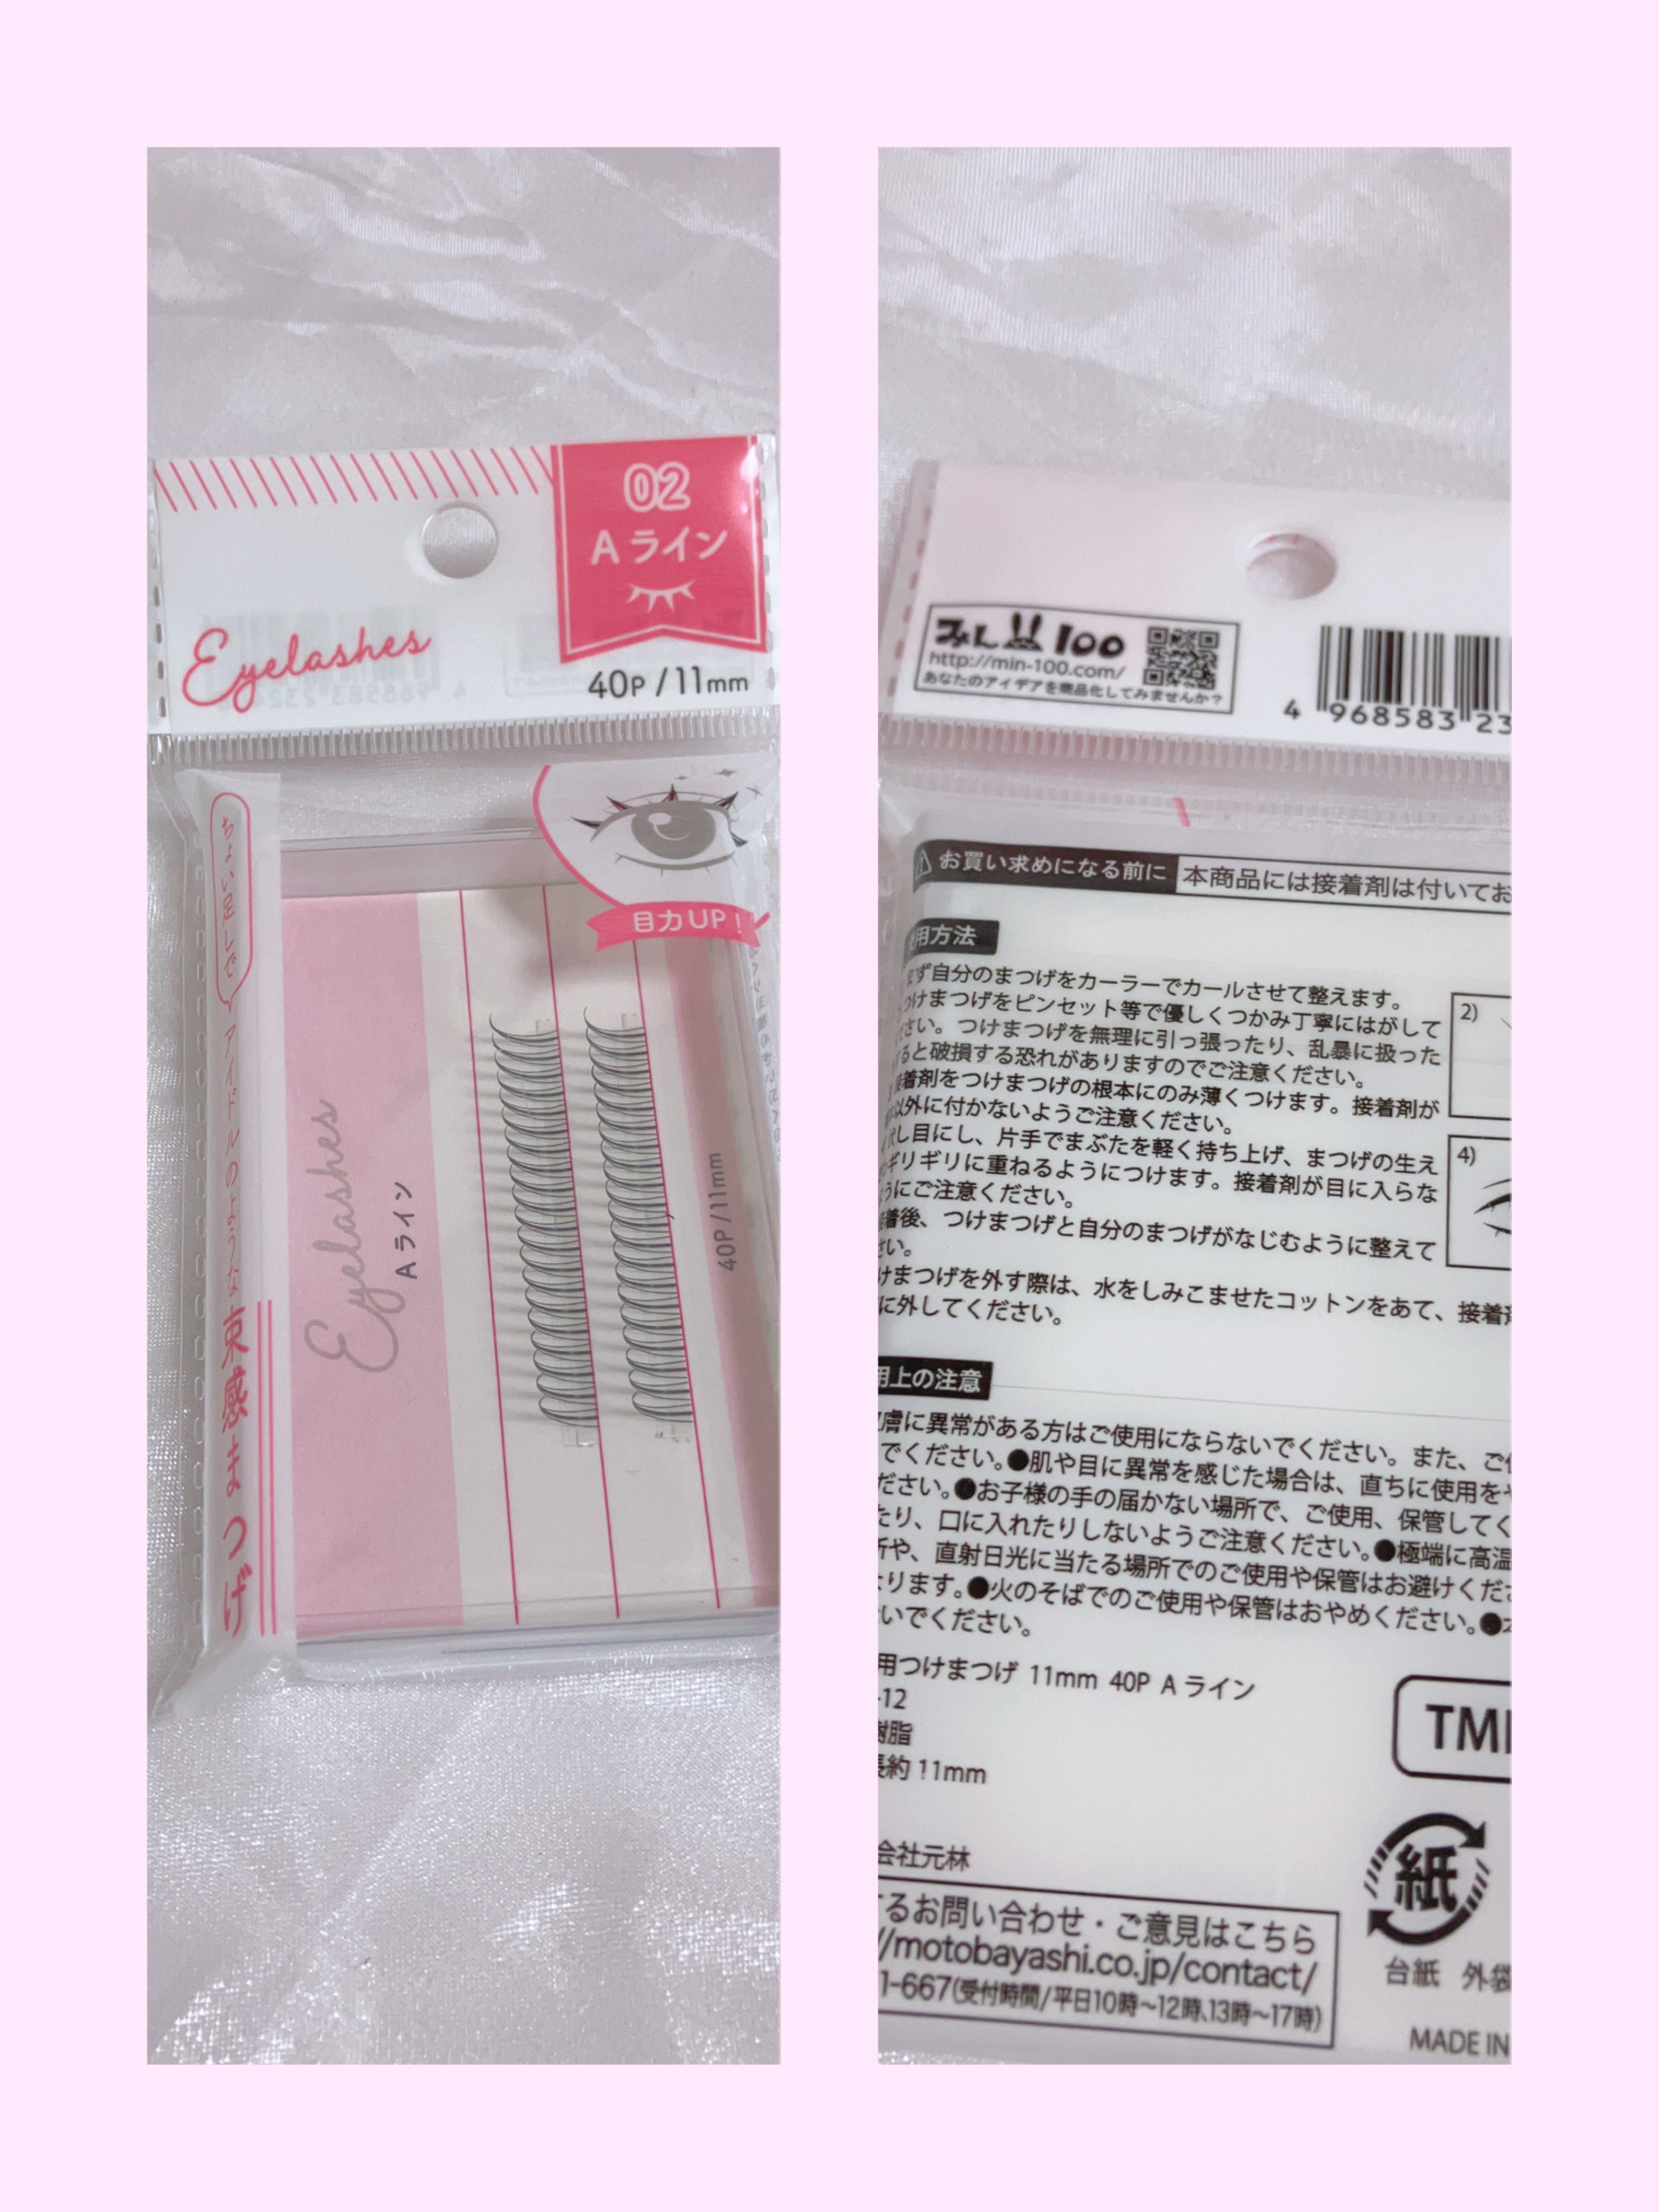 02
Aライン
Eyelashes
40P/11mm
ちょい足しで
アイドルのような
束感まつげ
目力UP!
Eyelashes
Aライン
40P/11mm
みん100
http://min-100.com/
あなたのアイデアを商品化してみませんか?
4 968583 23
お買い求めになる前に 本商品には接着剤は付いてお
用方法
ず自分のまつげをカーラーでカールさせて整えます。
つけまつげをピンセット等で優しくつかみ丁寧にはがして
さい。つけまつげを無理に引っ張ったり、乱暴に扱った
ると破損する恐れがありますのでご注意ください。
接着剤をつけまつげの根本にのみ薄くつけます。接着剤が
以外に付かないようご注意ください。
し目にし、片手でまぶたを軽く持ち上げ、まつげの生え
ギリギリに重ねるようにつけます。接着剤が目に入らな
うにご注意ください。
着後、つけまつげと自分のまつげがなじむように整えて
さい。
けまつげを外す際は、水をしみこませたコットンをあて、接着剤
に外してください。
2)
4)
用上の注意
膚に異常がある方はご使用にならないでください。また、ご使
でください。●肌や目に異常を感じた場合は、直ちに使用をや
ださい。●お子様の手の届かない場所で、ご使用、保管してく
たり、口に入れたりしないようご注意ください。●極端に高温
所や、直射日光に当たる場所でのご使用や保管はお避けくださ
なります。●火のそばでのご使用や保管はおやめください。●本
いでください。
用つけまつげ 11mm 40P Aライン
-12
樹脂
長約11mm
会社元林
TM
紙
台紙 外袋
するお問い合わせ・ご意見はこちら
//motobayashi.co.jp/contact/
1-667(受付時間/平日10時~12時、13時~17時)
MADE IN